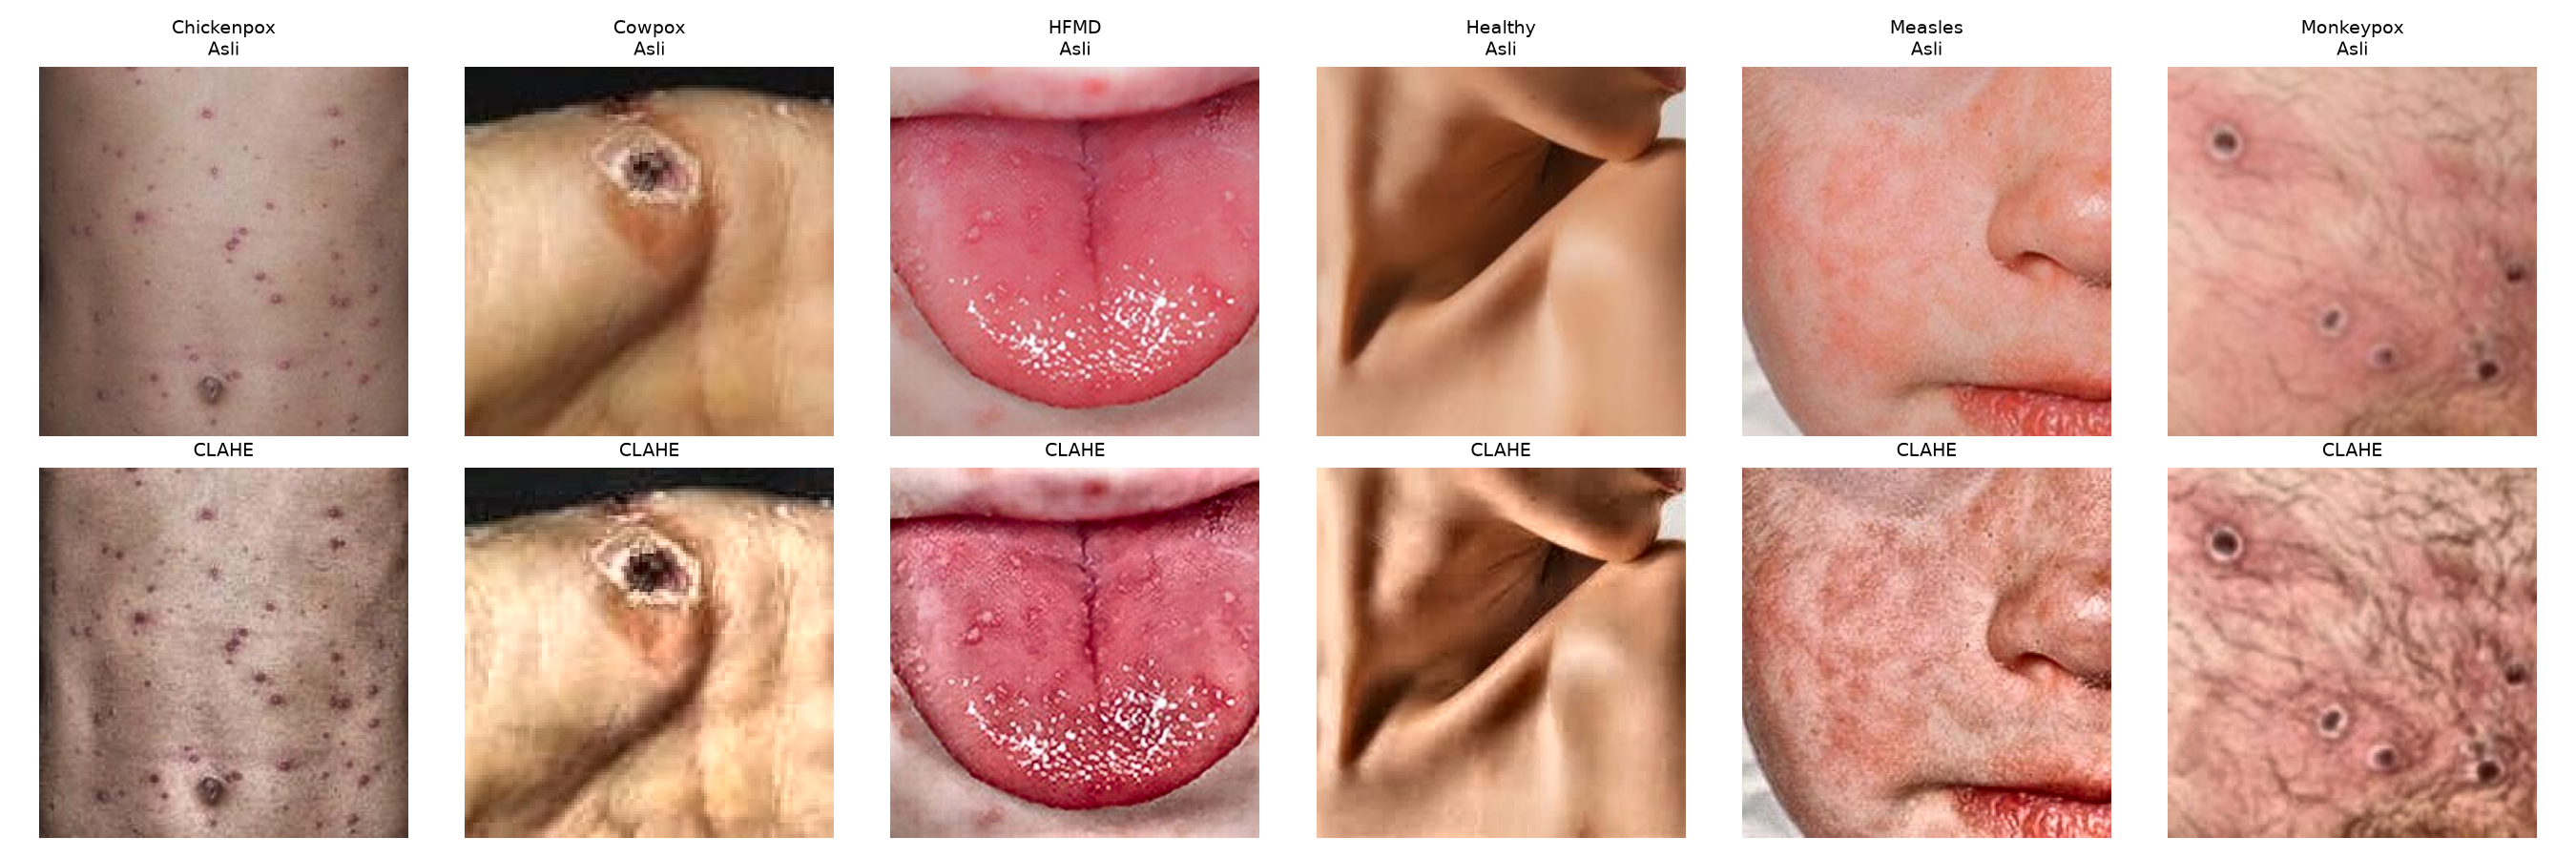 Chickenpox
Asli
Cowpox
Asli
HFMD
Asli
Healthy
Asli
Measles
Asli
Monkeypox
Asli
CLAHE
CLAHE
CLAHE
CLAHE
CLAHE
CLAHE